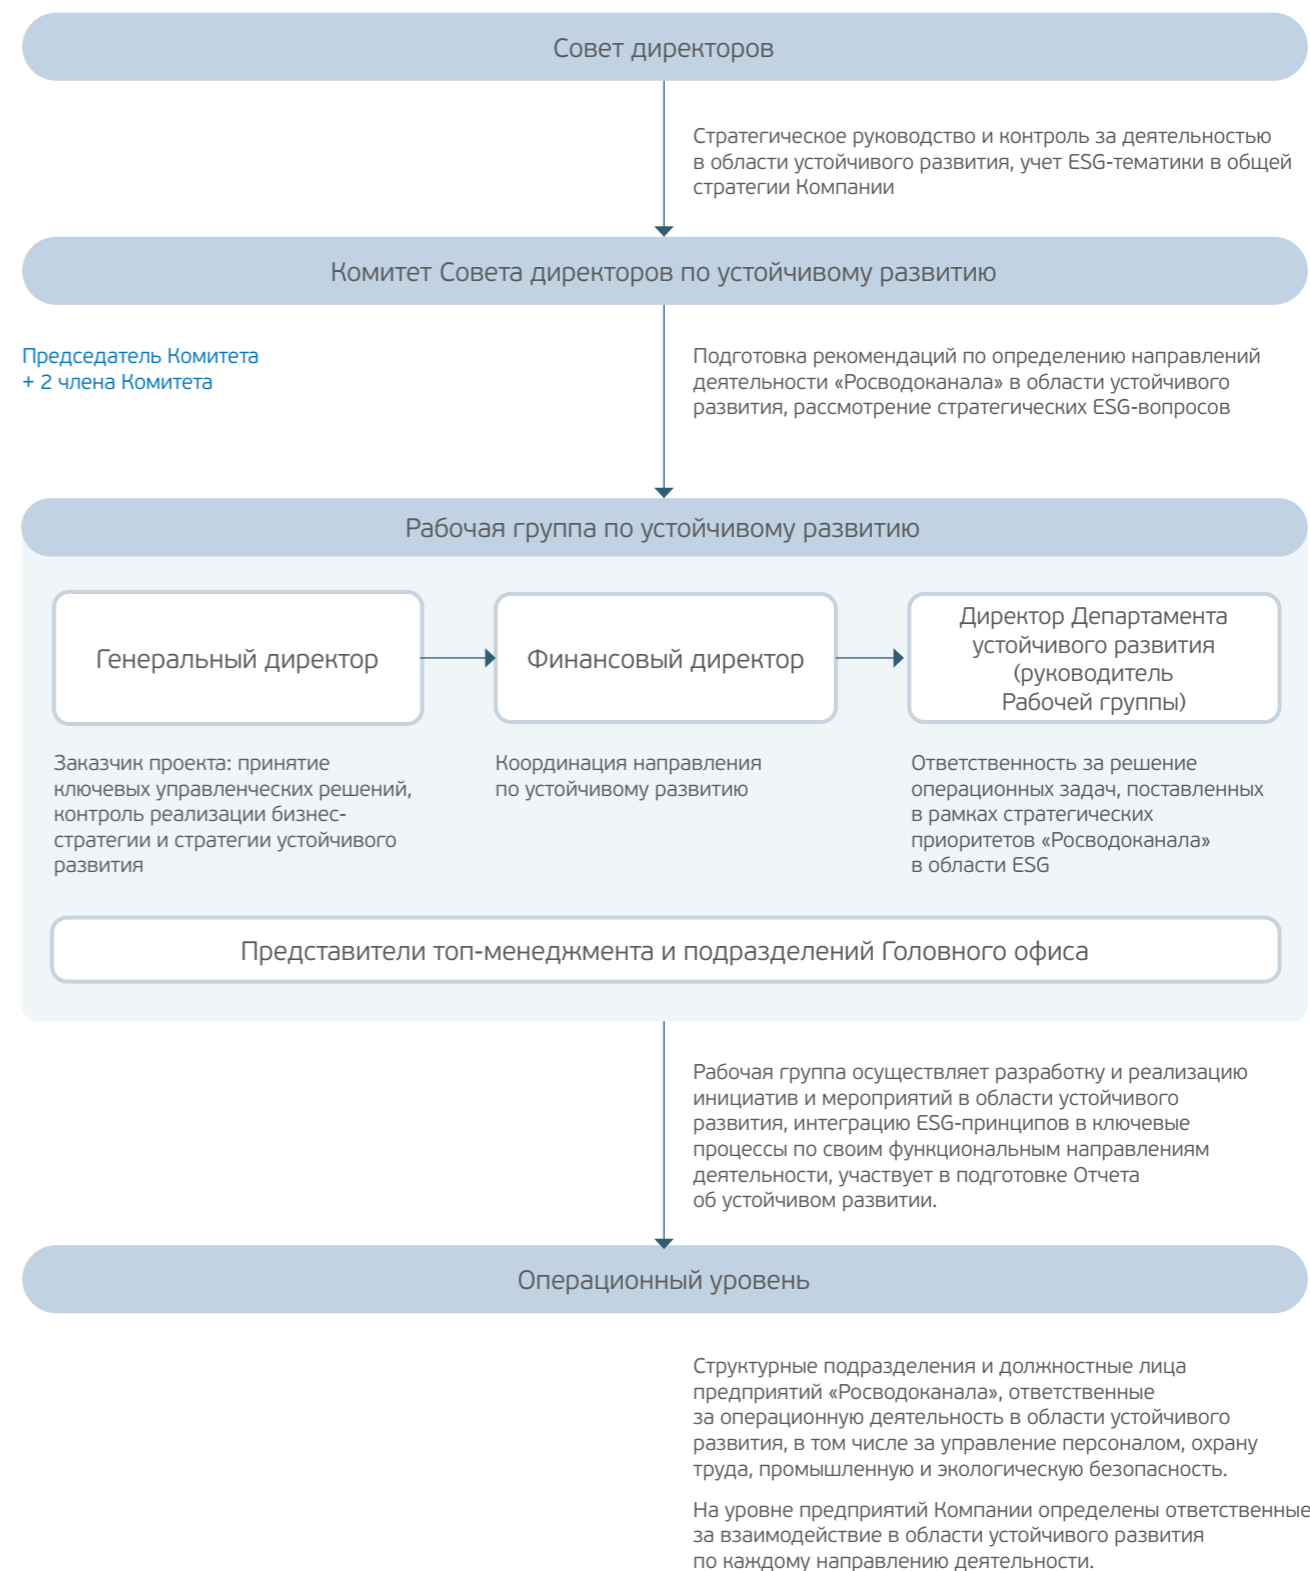 Совет директоров
Стратегическое руководство и контроль за деятельностью
в области устойчивого развития, учет ESG-тематики в общей
стратегии Компании
Комитет Совета директоров по устойчивому развитию
Председатель Комитета
+ 2 члена Комитета
Подготовка рекомендаций по определению направлений
деятельности «Росводоканала» в области устойчивого
развития, рассмотрение стратегических ESG-вопросов
Рабочая группа по устойчивому развитию
Генеральный директор
Финансовый директор
Директор Департамента
устойчивого развития
(руководитель
Рабочей группы)
Заказчик проекта: принятие
ключевых управленческих решений,
контроль реализации бизнес-
стратегии и стратегии устойчивого
развития
Координация направления
по устойчивому развитию
Ответственность за решение
операционных задач, поставленных
в рамках стратегических
приоритетов «Росводоканала»
в области ESG
Представители топ-менеджмента и подразделений Головного офиса
Рабочая группа осуществляет разработку и реализацию
инициатив и мероприятий в области устойчивого
развития, интеграцию ESG-принципов в ключевые
процессы по своим функциональным направлениям
деятельности, участвует в подготовке Отчета
об устойчивом развитии.
Операционный уровень
Структурные подразделения и должностные лица
предприятий «Росводоканала», ответственные
за операционную деятельность в области устойчивого
развития, в том числе за управление персоналом, охрану
труда, промышленную и экологическую безопасность.
На уровне предприятий Компании определены ответственные
за взаимодействие в области устойчивого развития
по каждому направлению деятельности.